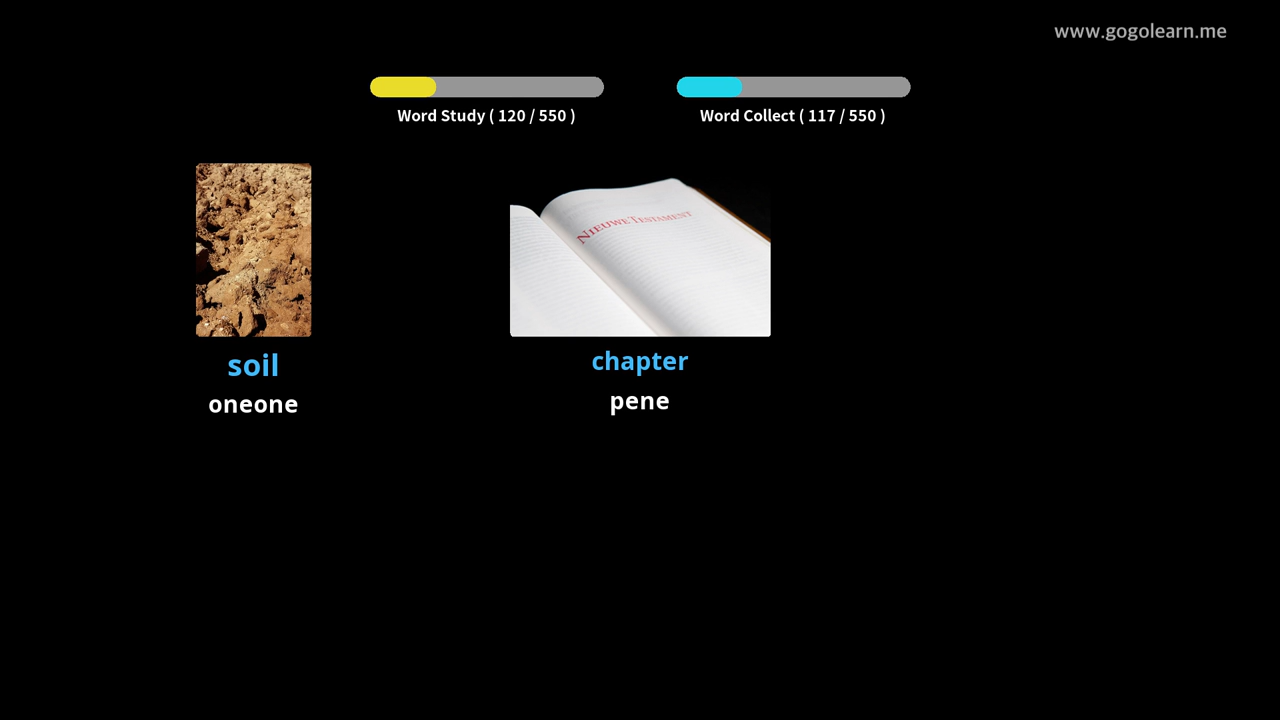 www.gogolearn.me
Word Study ( 120 / 550 )
Word Collect ( 117 / 550 )
NIEUWE TESTAMENT
soil
oneone
chapter
pene